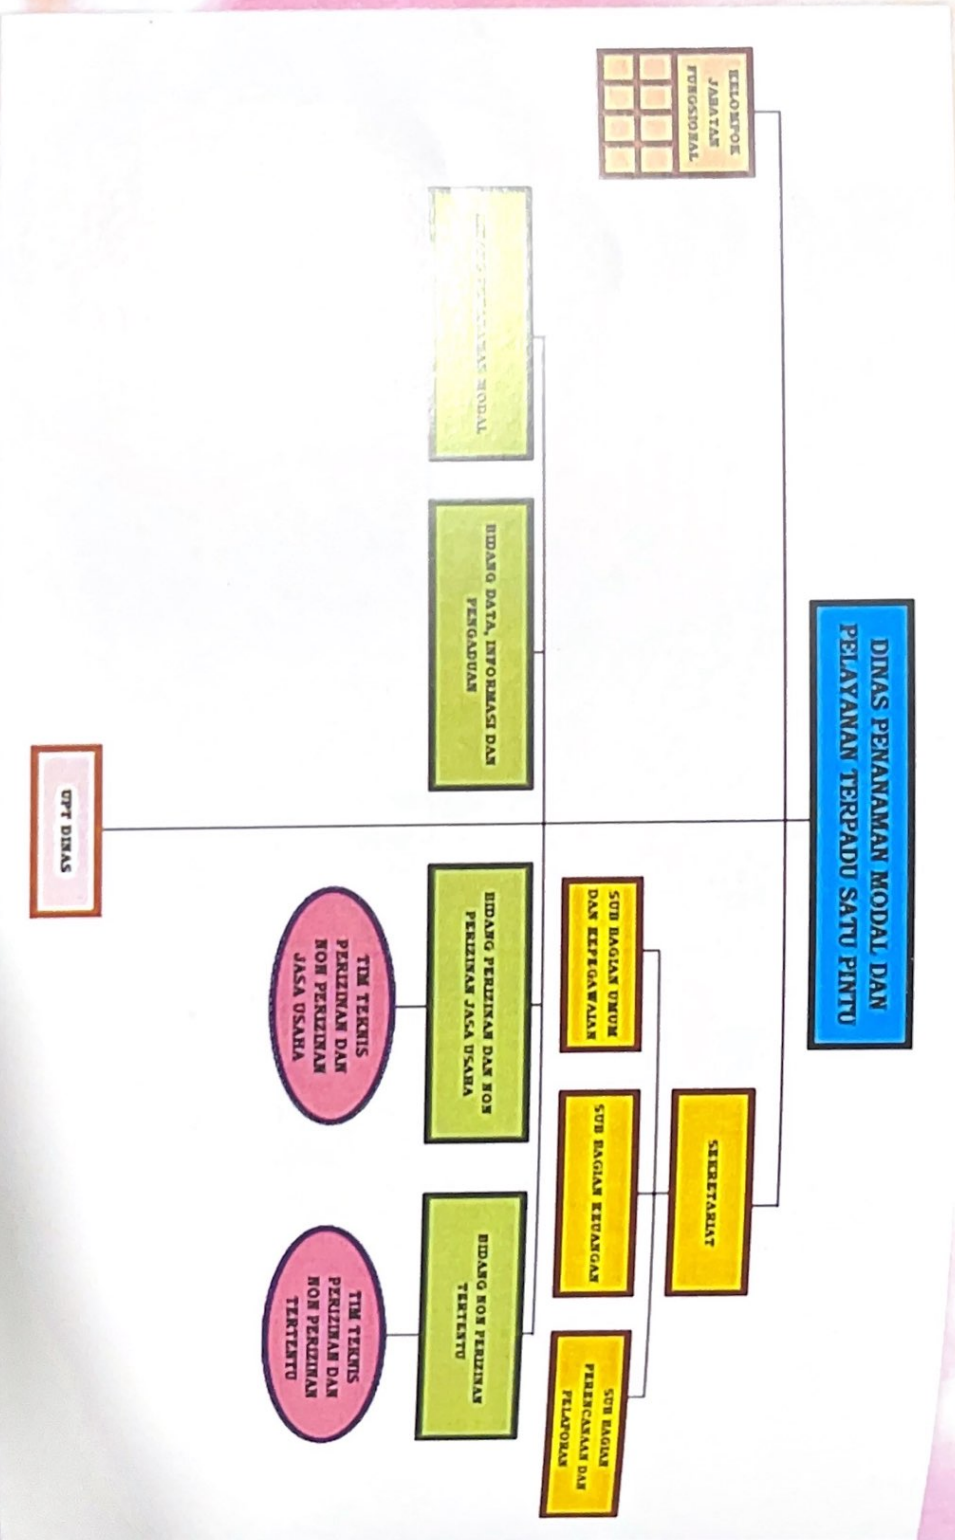 DINAS PENANAMAN MODAL DAN
PELAYANAN TERPADU SATU PINTU
KELOMPOK
JABATAN
FUNGSIONAL
SEKRETARIAT
SUB BAGIAN UMUM
DAN KEPEGAWAIAN
SUB BAGIAN KEUANGAN
SUB BAGIAN
PERENCANAAN DAN
PELAPORAN
MODAL
BIDANG DATA, INFORMASI DAN
PENGADUAN
BIDANG PERIZINAN DAN NON
PERIZINAN JASA USAHA
BIDANG NON PERIZINAN
TERTENTU
TIM TEKNIS
PERIZINAN DAN
NON PERIZINAN
JASA USAHA
TIM TEKNIS
PERIZINAN DAN
NON PERIZINAN
TERTENTU
UPT DINAS